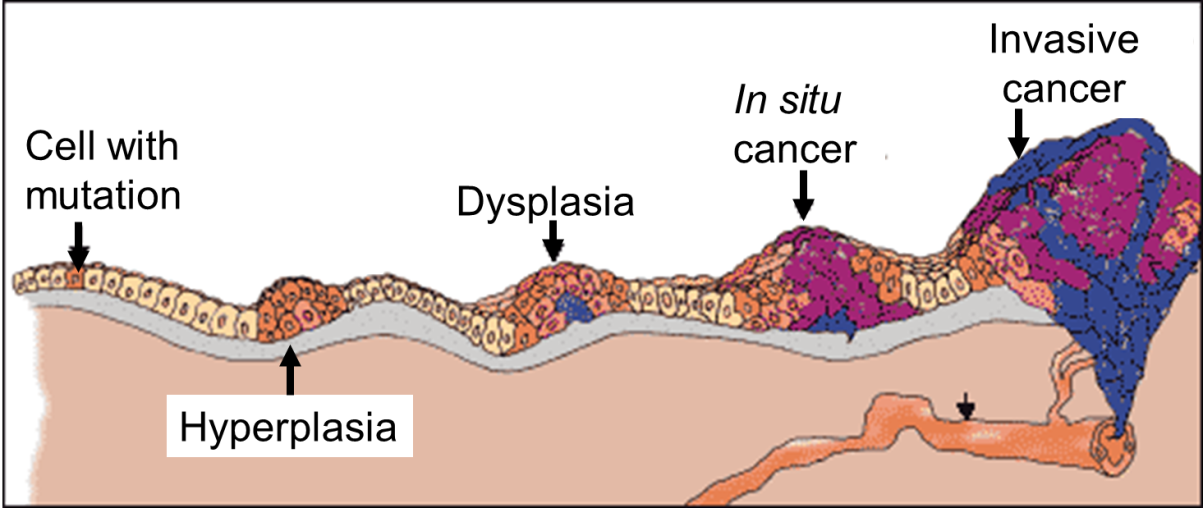 Cell with
mutation
Hyperplasia
Dysplasia
In situ
cancer
Invasive
cancer